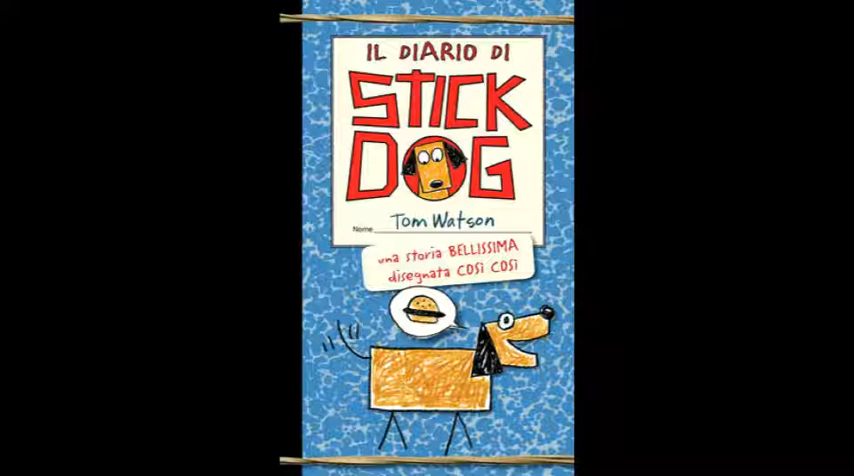 IL DIARIO DI
STICK
DOG
Nome Tom Watson
una storia BELLISSIMA
disegnata COSÌ COSÌ